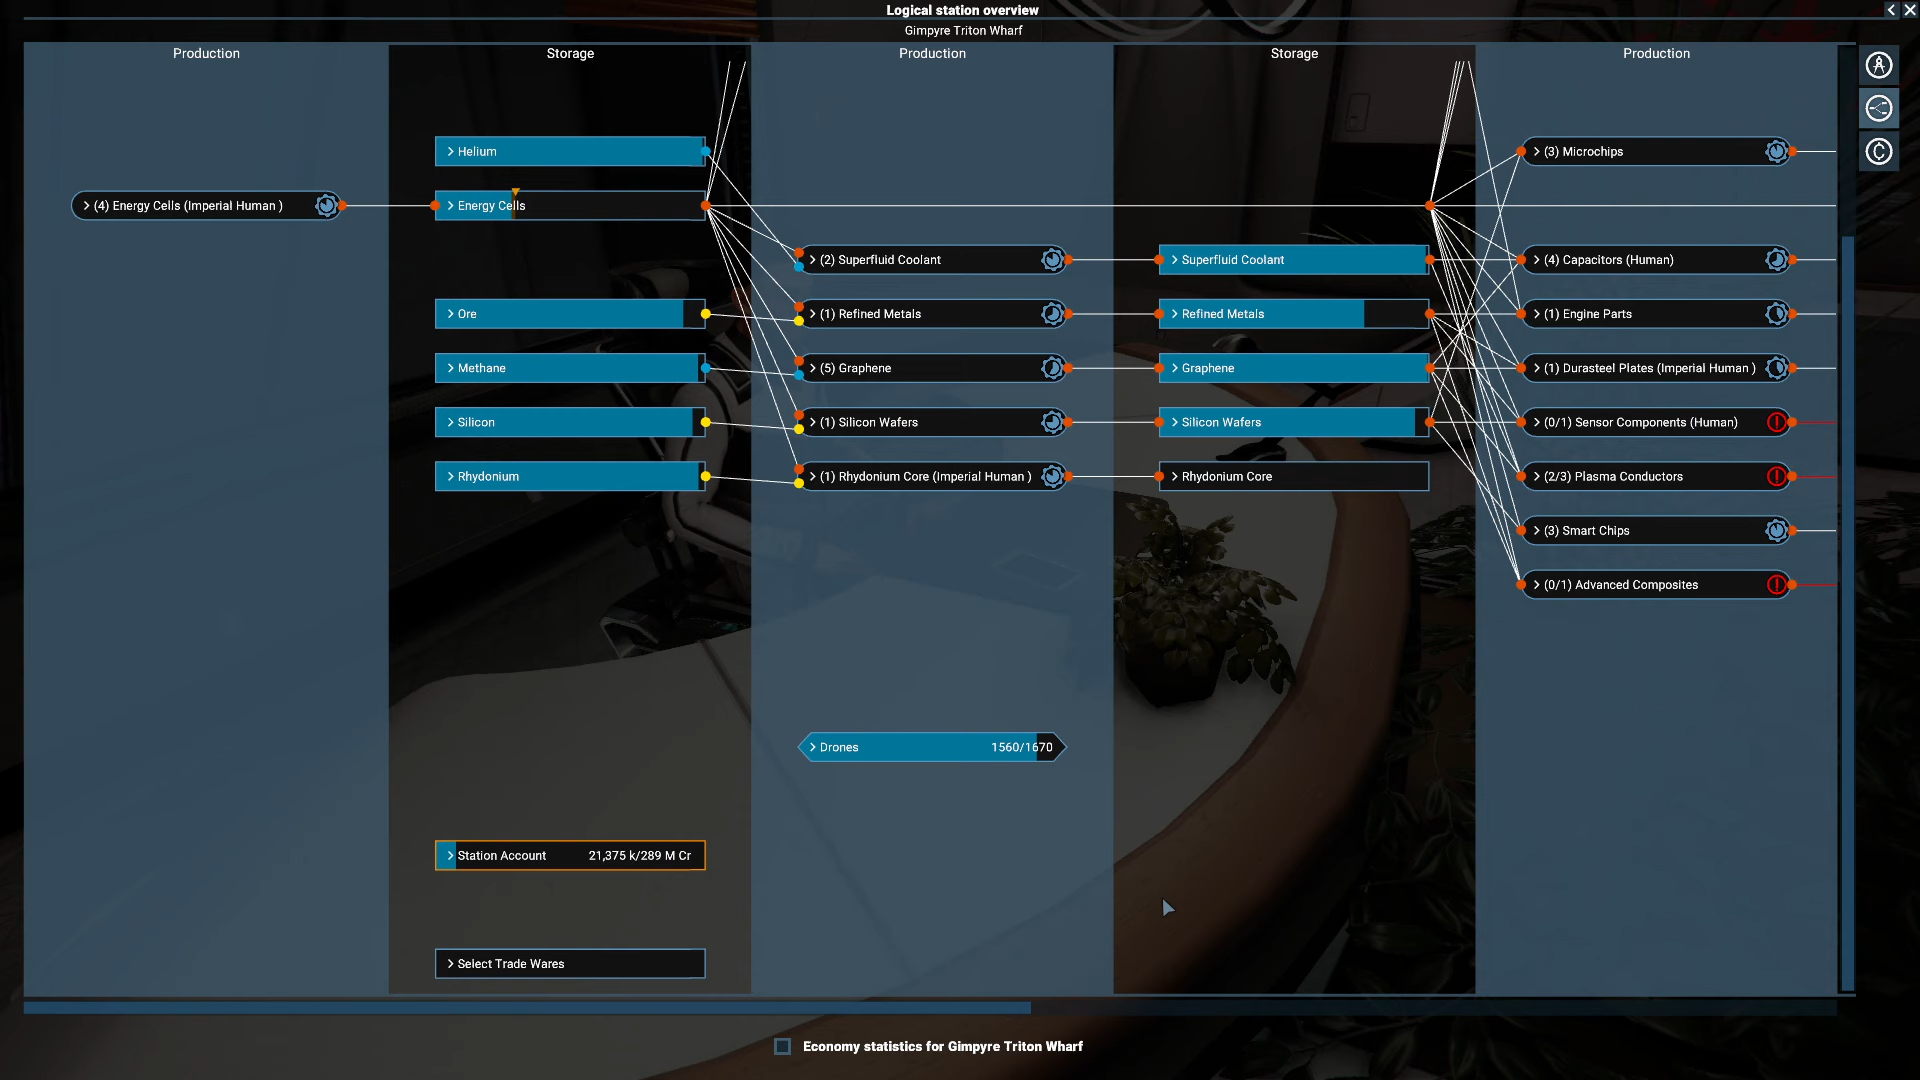 Logical station overview
Gimpyre Triton Wharf
Production
Storage
Production
Storage
Production
Helium
(3) Microchips
(4) Energy Cells (Imperial Human )
Energy Cells
(2) Superfluid Coolant
Superfluid Coolant
(4) Capacitors (Human)
Ore
(1) Refined Metals
Refined Metals
(1) Engine Parts
Methane
(5) Graphene
Graphene
(1) Durasteel Plates (Imperial Human )
Silicon
(1) Silicon Wafers
Silicon Wafers
(0/1) Sensor Components (Human)
Rhydonium
(1) Rhydonium Core (Imperial Human )
Rhydonium Core
(2/3) Plasma Conductors
(3) Smart Chips
(0/1) Advanced Composites
Drones 1560/1670
Station Account 21,375 k/289 M Cr
Select Trade Wares
Economy statistics for Gimpyre Triton Wharf